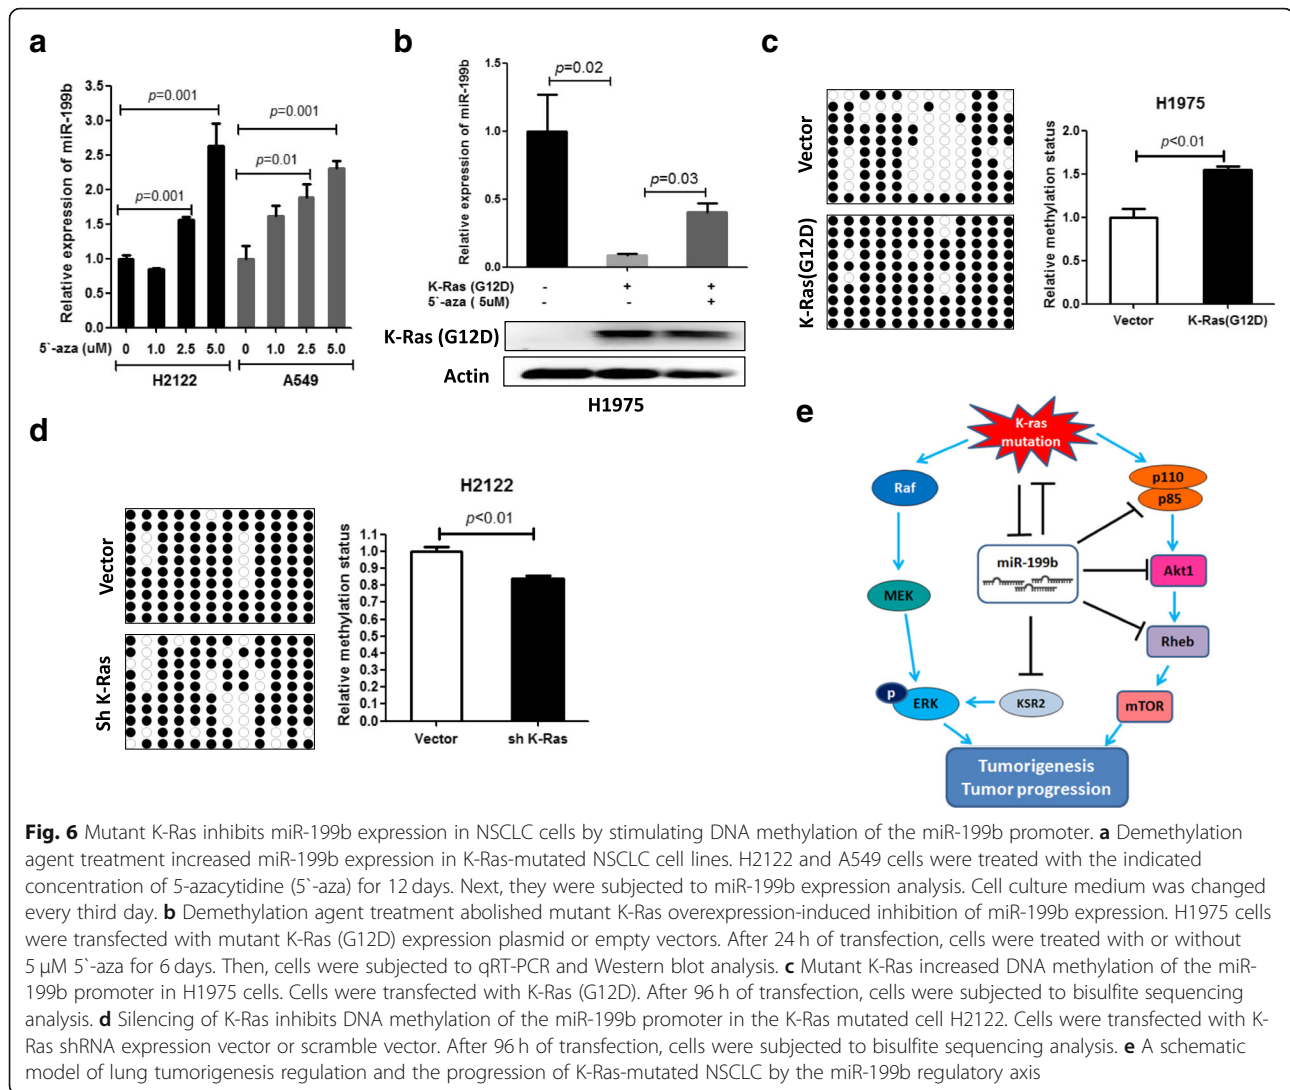 a
Relative expression of miR-199b
3.5
3.0
2.5
2.0
1.5
1.0
0.5
0.0
p=0.001
p=0.001
p=0.001
p=0.01
5`-aza (uM) 0 1.0 2.5 5.0 0 1.0 2.5 5.0
H2122 A549
b
Relative expression of miR-199b
1.5
1.0
0.5
0.0
p=0.02
p=0.03
K-Ras (G12D) - + +
5`-aza ( 5uM) - - +
K-Ras (G12D)
Actin
H1975
c
Vector
K-Ras(G12D)
H1975
Relative methylation status
2.0
1.5
1.0
0.5
0.0
p<0.01
Vector K-Ras(G12D)
d
Vector
Sh K-Ras
H2122
Relative methylation status
1.1
1.0
0.9
0.8
0.7
0.6
0.5
0.4
0.3
0.2
0.1
0.0
p<0.01
Vector sh K-Ras
e
K-ras
mutation
Raf
p110
p85
miR-199b
Akt1
MEK
Rheb
p
ERK
KSR2
mTOR
Tumorigenesis
Tumor progression
Fig. 6 Mutant K-Ras inhibits miR-199b expression in NSCLC cells by stimulating DNA methylation of the miR-199b promoter. a Demethylation
agent treatment increased miR-199b expression in K-Ras-mutated NSCLC cell lines. H2122 and A549 cells were treated with the indicated
concentration of 5-azacytidine (5`-aza) for 12 days. Next, they were subjected to miR-199b expression analysis. Cell culture medium was changed
every third day. b Demethylation agent treatment abolished mutant K-Ras overexpression-induced inhibition of miR-199b expression. H1975 cells
were transfected with mutant K-Ras (G12D) expression plasmid or empty vectors. After 24 h of transfection, cells were treated with or without
5 μM 5`-aza for 6 days. Then, cells were subjected to qRT-PCR and Western blot analysis. c Mutant K-Ras increased DNA methylation of the miR-
199b promoter in H1975 cells. Cells were transfected with K-Ras (G12D). After 96 h of transfection, cells were subjected to bisulfite sequencing
analysis. d Silencing of K-Ras inhibits DNA methylation of the miR-199b promoter in the K-Ras mutated cell H2122. Cells were transfected with K-
Ras shRNA expression vector or scramble vector. After 96 h of transfection, cells were subjected to bisulfite sequencing analysis. e A schematic
model of lung tumorigenesis regulation and the progression of K-Ras-mutated NSCLC by the miR-199b regulatory axis